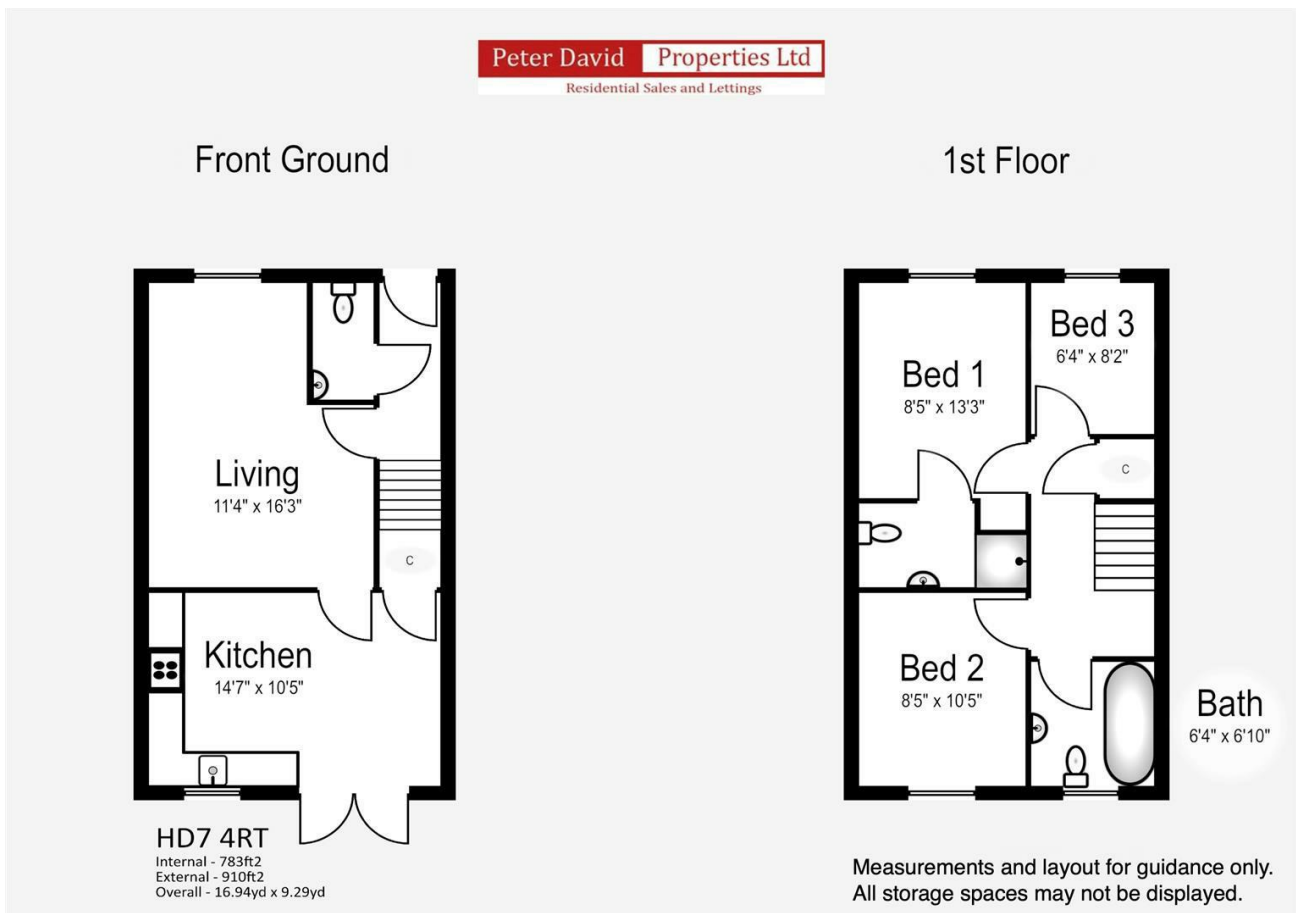 Peter David Properties Ltd
Residential Sales and Lettings
Front Ground
1st Floor
Living
11'4" x 16'3"
C
Kitchen
14'7" x 10'5"
Bed 1
8'5" x 13'3"
Bed 3
6'4" x 8'2"
C
Bed 2
8'5" x 10'5"
Bath
6'4" x 6'10"
HD7 4RT
Internal - 783ft2
External - 910ft2
Overall - 16.94yd x 9.29yd
Measurements and layout for guidance only.
All storage spaces may not be displayed.